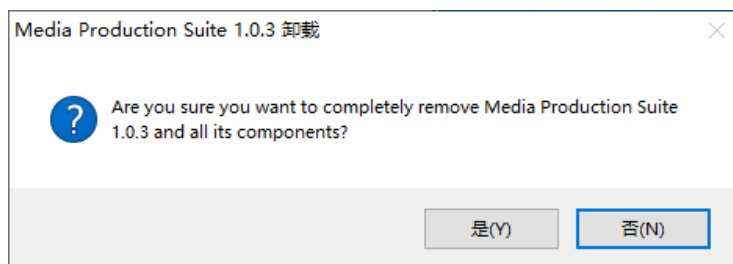 Media Production Suite 1.0.3 卸载
Are you sure you want to completely remove Media Production Suite
1.0.3 and all its components?
是(Y)
否(N)